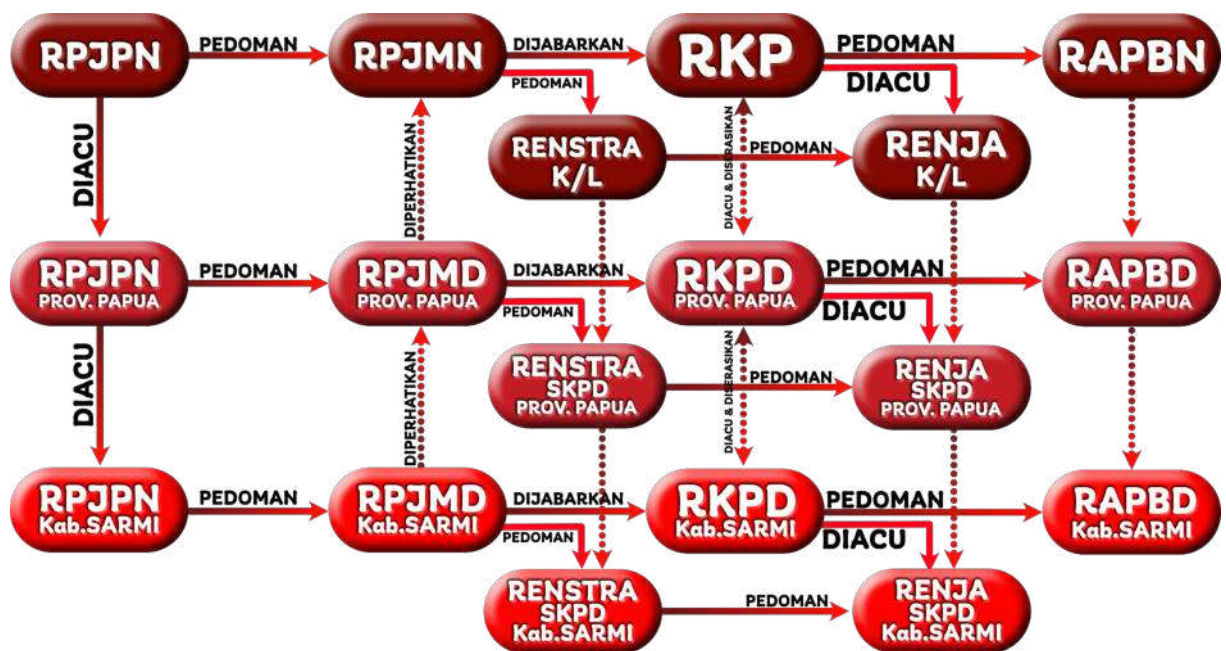 RPJPN
PEDOMAN
RPJMN
DIJABARKAN
RKP
PEDOMAN
RAPBN
PEDOMAN
DIACU
DIACU
DIPERHATIKAN
RENSTRA
K/L
PEDOMAN
DIACU & DISERASIKAN
RENJA
K/L
RPJPN
PROV. PAPUA
PEDOMAN
RPJMD
PROV. PAPUA
DIJABARKAN
RKPD
PROV. PAPUA
PEDOMAN
RAPBD
PROV. PAPUA
PEDOMAN
DIACU
DIACU
DIPERHATIKAN
RENSTRA
SKPD
PROV. PAPUA
PEDOMAN
DIACU & DISERASIKAN
RENJA
SKPD
PROV. PAPUA
RPJPN
Kab.SARMI
PEDOMAN
RPJMD
Kab.SARMI
DIJABARKAN
RKPD
Kab.SARMI
PEDOMAN
RAPBD
Kab.SARMI
PEDOMAN
DIACU
RENSTRA
SKPD
Kab.SARMI
PEDOMAN
RENJA
SKPD
Kab.SARMI